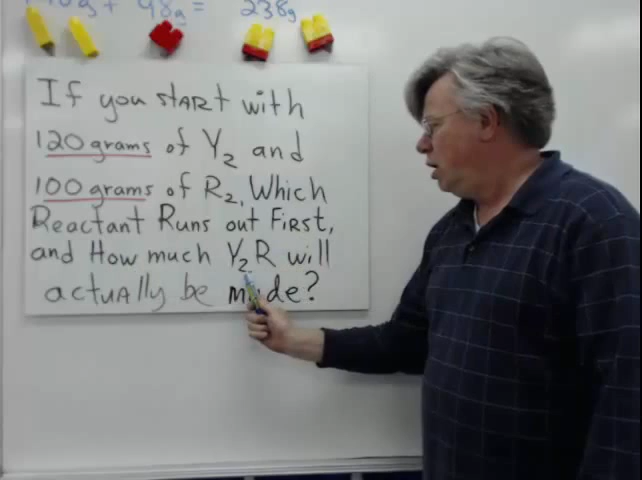 48g = 238g
If you START with
120 grams of Y2 and
100 grams of R2, Which
Reactant Runs out First,
and How much Y2R will
actually be made?